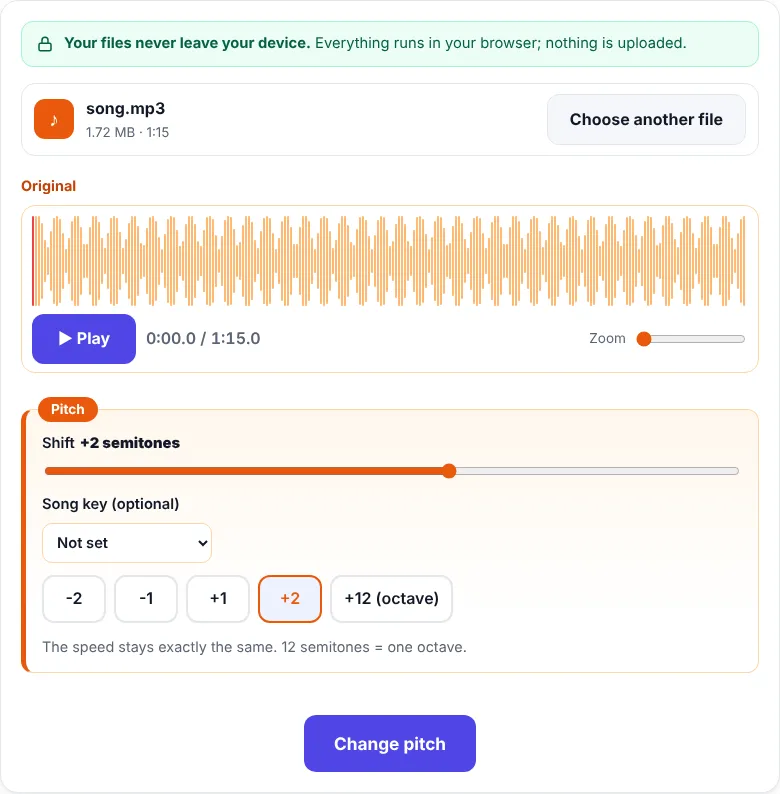 Your files never leave your device. Everything runs in your browser; nothing is uploaded.
song.mp3
1.72 MB · 1:15
Choose another file
Original
▶ Play
0:00.0 / 1:15.0
Zoom
Pitch
Shift +2 semitones
Song key (optional)
Not set
-2
-1
+1
+2
+12 (octave)
The speed stays exactly the same. 12 semitones = one octave.
Change pitch